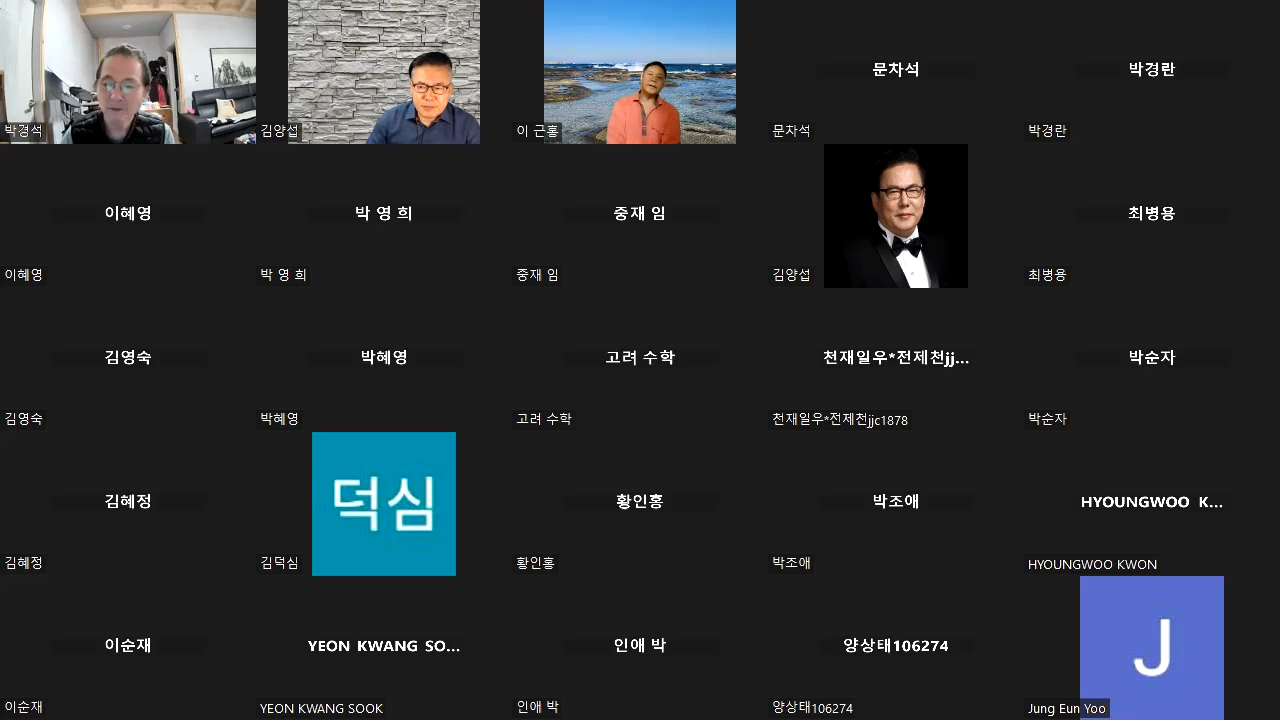 박경석
김양섭
이 근홍
문차석
문차석
박경란
박경란
이혜영
이혜영
박 영 희
박 영 희
중재 임
중재 임
김양섭
최병용
최병용
김영숙
김영숙
박혜영
박혜영
고려 수학
고려 수학
천재일우*전제천jj...
천재일우*전제천jjc1878
박순자
박순자
김혜정
김혜정
덕심
김덕심
황인홍
황인홍
박조애
박조애
HYOUNGWOO K...
HYOUNGWOO KWON
이순재
이순재
YEON KWANG SO...
YEON KWANG SOOK
인애 박
인애 박
양상태106274
양상태106274
J
Jung Eun Yoo